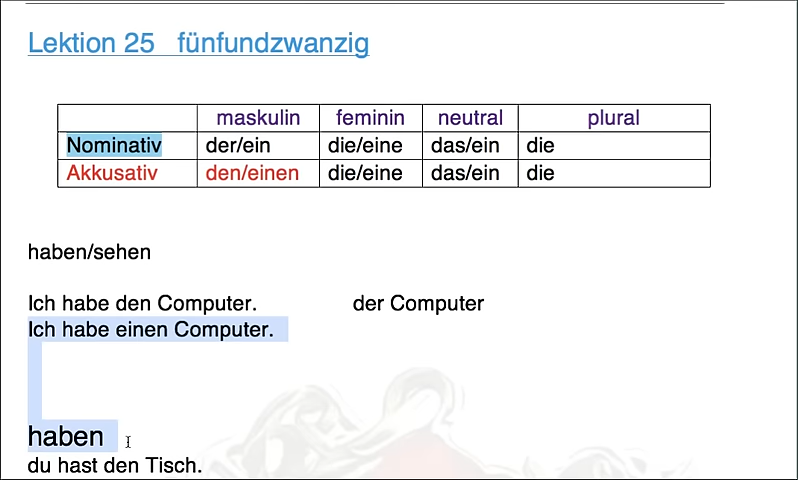 Lektion 25 fünfundzwanzig
maskulin feminin neutral plural
Nominativ der/ein die/eine das/ein die
Akkusativ den/einen die/eine das/ein die
haben/sehen
Ich habe den Computer. der Computer
Ich habe einen Computer.
haben
du hast den Tisch.